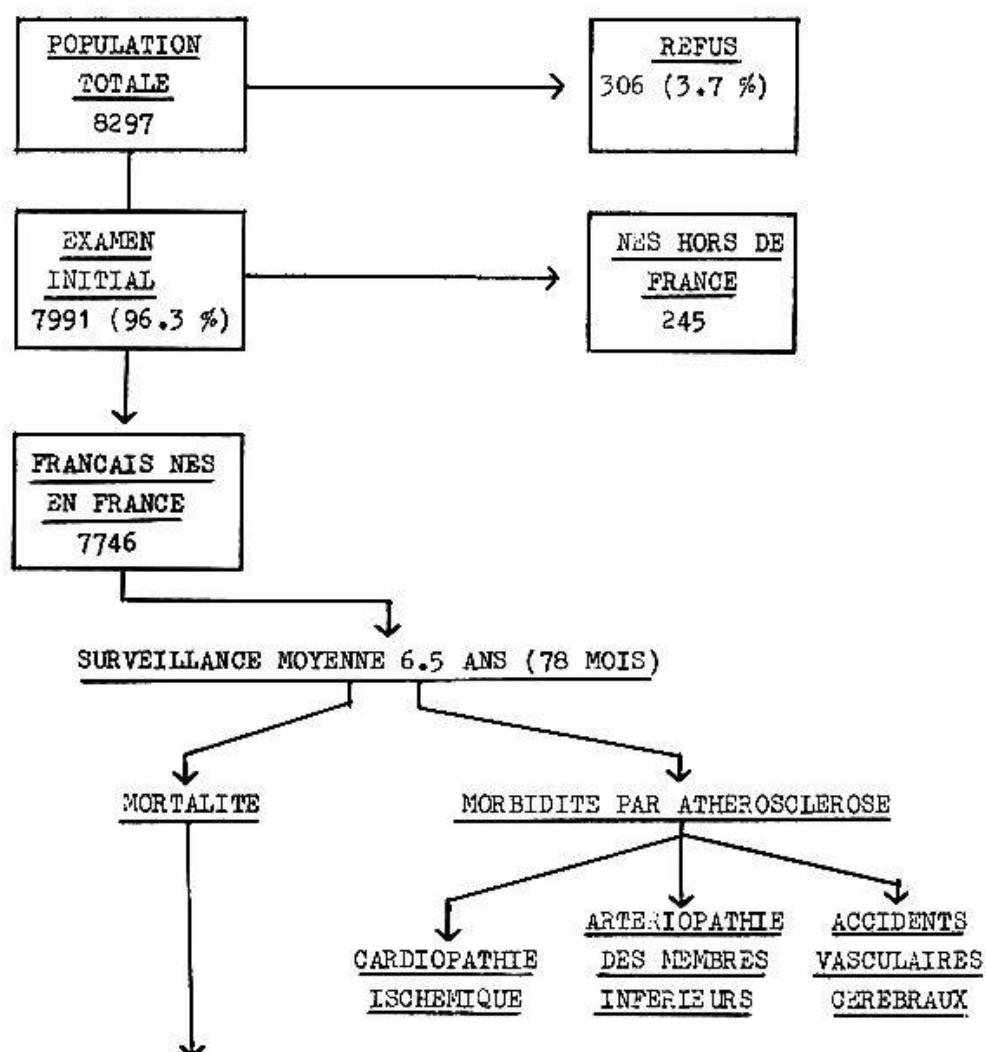 POPULATION
TOTALE
8297
REFUS
306 (3.7 %)
EXAMEN
INITIAL
7991 (96.3 %)
NES HORS DE
FRANCE
245
FRANCAIS NES
EN FRANCE
7746
SURVEILLANCE MOYENNE 6.5 ANS (78 MOIS)
MORTALITE
MORBIDITE PAR ATHEROSCLEROSE
CARDIOPATHIE
ISCHEMIQUE
ARTERIOPATHIE
DES MEMBRES
INFERIEURS
ACCIDENTS
VASCULAIRES
CEREBRAUX